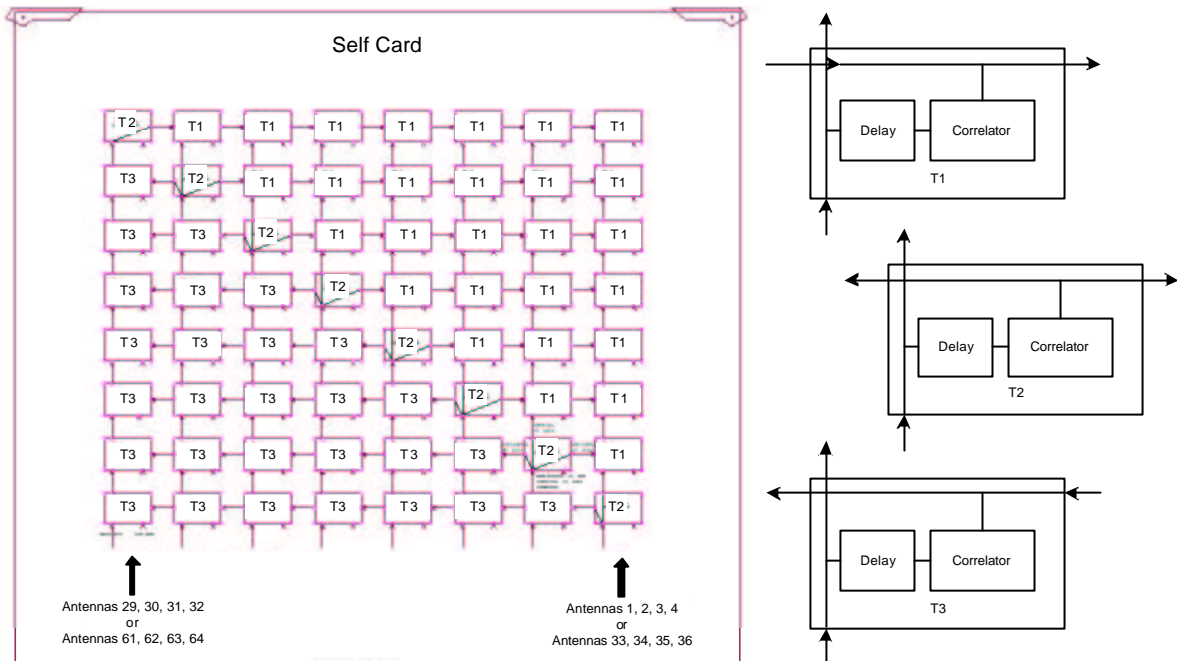 Self Card
T2 T1 T1 T1 T1 T1 T1 T1
T3 T2 T1 T1 T1 T1 T1 T1
T3 T3 T2 T1 T1 T1 T1 T1
T3 T3 T3 T2 T1 T1 T1 T1
T3 T3 T3 T3 T2 T1 T1 T1
T3 T3 T3 T3 T3 T2 T1 T1
T3 T3 T3 T3 T3 T3 T2 T1
T3 T3 T3 T3 T3 T3 T3 T2
Antennas 29, 30, 31, 32
or
Antennas 61, 62, 63, 64
Antennas 1, 2, 3, 4
or
Antennas 33, 34, 35, 36
Delay Correlator
T1
Delay Correlator
T2
Delay Correlator
T3